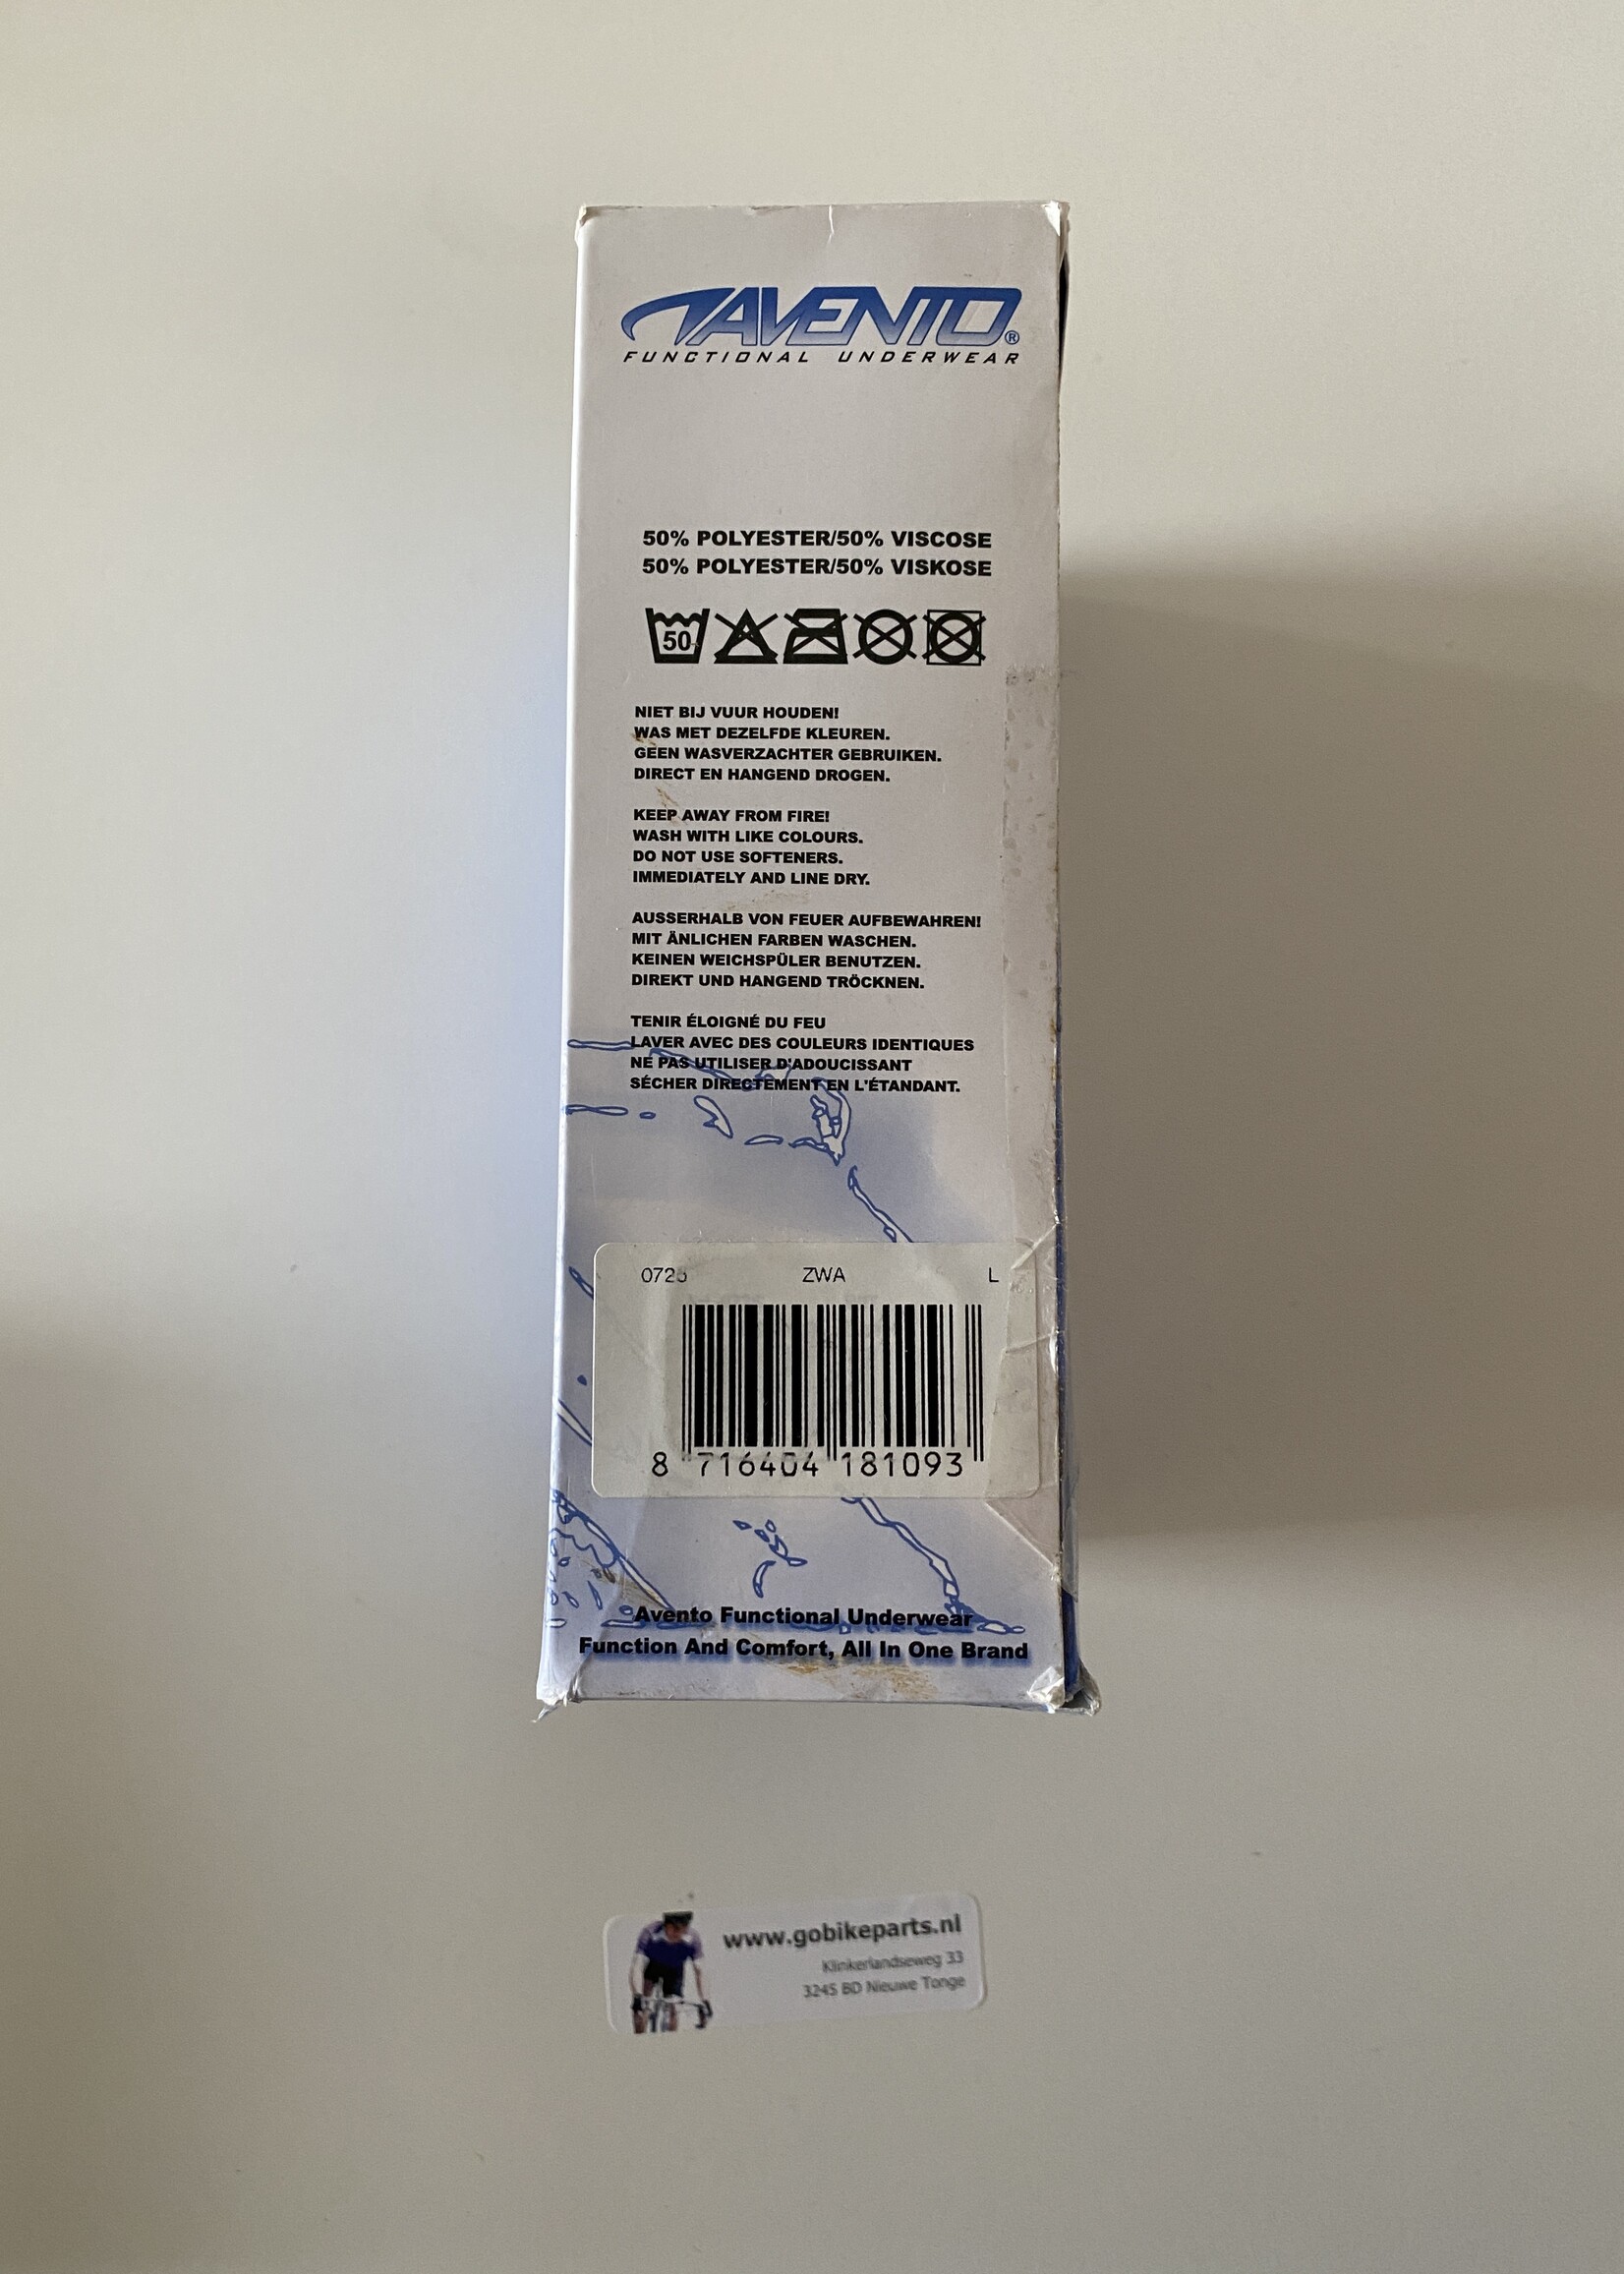 AVENTO®
FUNCTIONAL UNDERWEAR
50% POLYESTER/50% VISCOSE
50% POLYESTER/50% VISKOSE
50
NIET BIJ VUUR HOUDEN!
WAS MET DEZELFDE KLEUREN.
GEEN WASVERZACHTER GEBRUIKEN.
DIRECT EN HANGEND DROGEN.
KEEP AWAY FROM FIRE!
WASH WITH LIKE COLOURS.
DO NOT USE SOFTENERS.
IMMEDIATELY AND LINE DRY.
AUSSERHALB VON FEUER AUFBEWAHREN!
MIT ÄNLICHEN FARBEN WASCHEN.
KEINEN WEICHSPÜLER BENUTZEN.
DIREKT UND HANGEND TRÖCKNEN.
TENIR ÉLOIGNÉ DU FEU
LAVER AVEC DES COULEURS IDENTIQUES
NE PAS UTILISER D'ADOUCISSANT
SÉCHER DIRECTEMENT EN L'ÉTANDANT.
ZWA L
8 716404 181093
Avento Functional Underwear
Function And Comfort, All In One Brand
www.gobikeparts.nl
Klinkerlandseweg 33
3245 BD Nieuwe Tonge